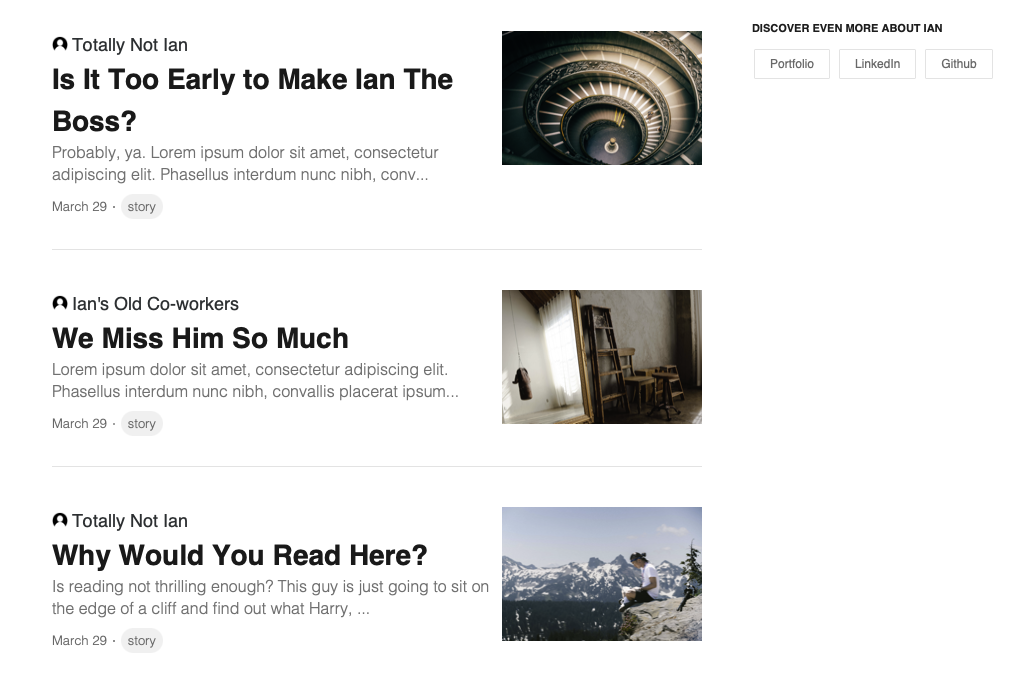 Totally Not Ian
Is It Too Early to Make Ian The
Boss?
Probably, ya. Lorem ipsum dolor sit amet, consectetur
adipiscing elit. Phasellus interdum nunc nibh, conv...
March 29 · story
Ian's Old Co-workers
We Miss Him So Much
Lorem ipsum dolor sit amet, consectetur adipiscing elit.
Phasellus interdum nunc nibh, convallis placerat ipsum...
March 29 · story
Totally Not Ian
Why Would You Read Here?
Is reading not thrilling enough? This guy is just going to sit on
the edge of a cliff and find out what Harry, ...
March 29 · story
DISCOVER EVEN MORE ABOUT IAN
Portfolio LinkedIn Github